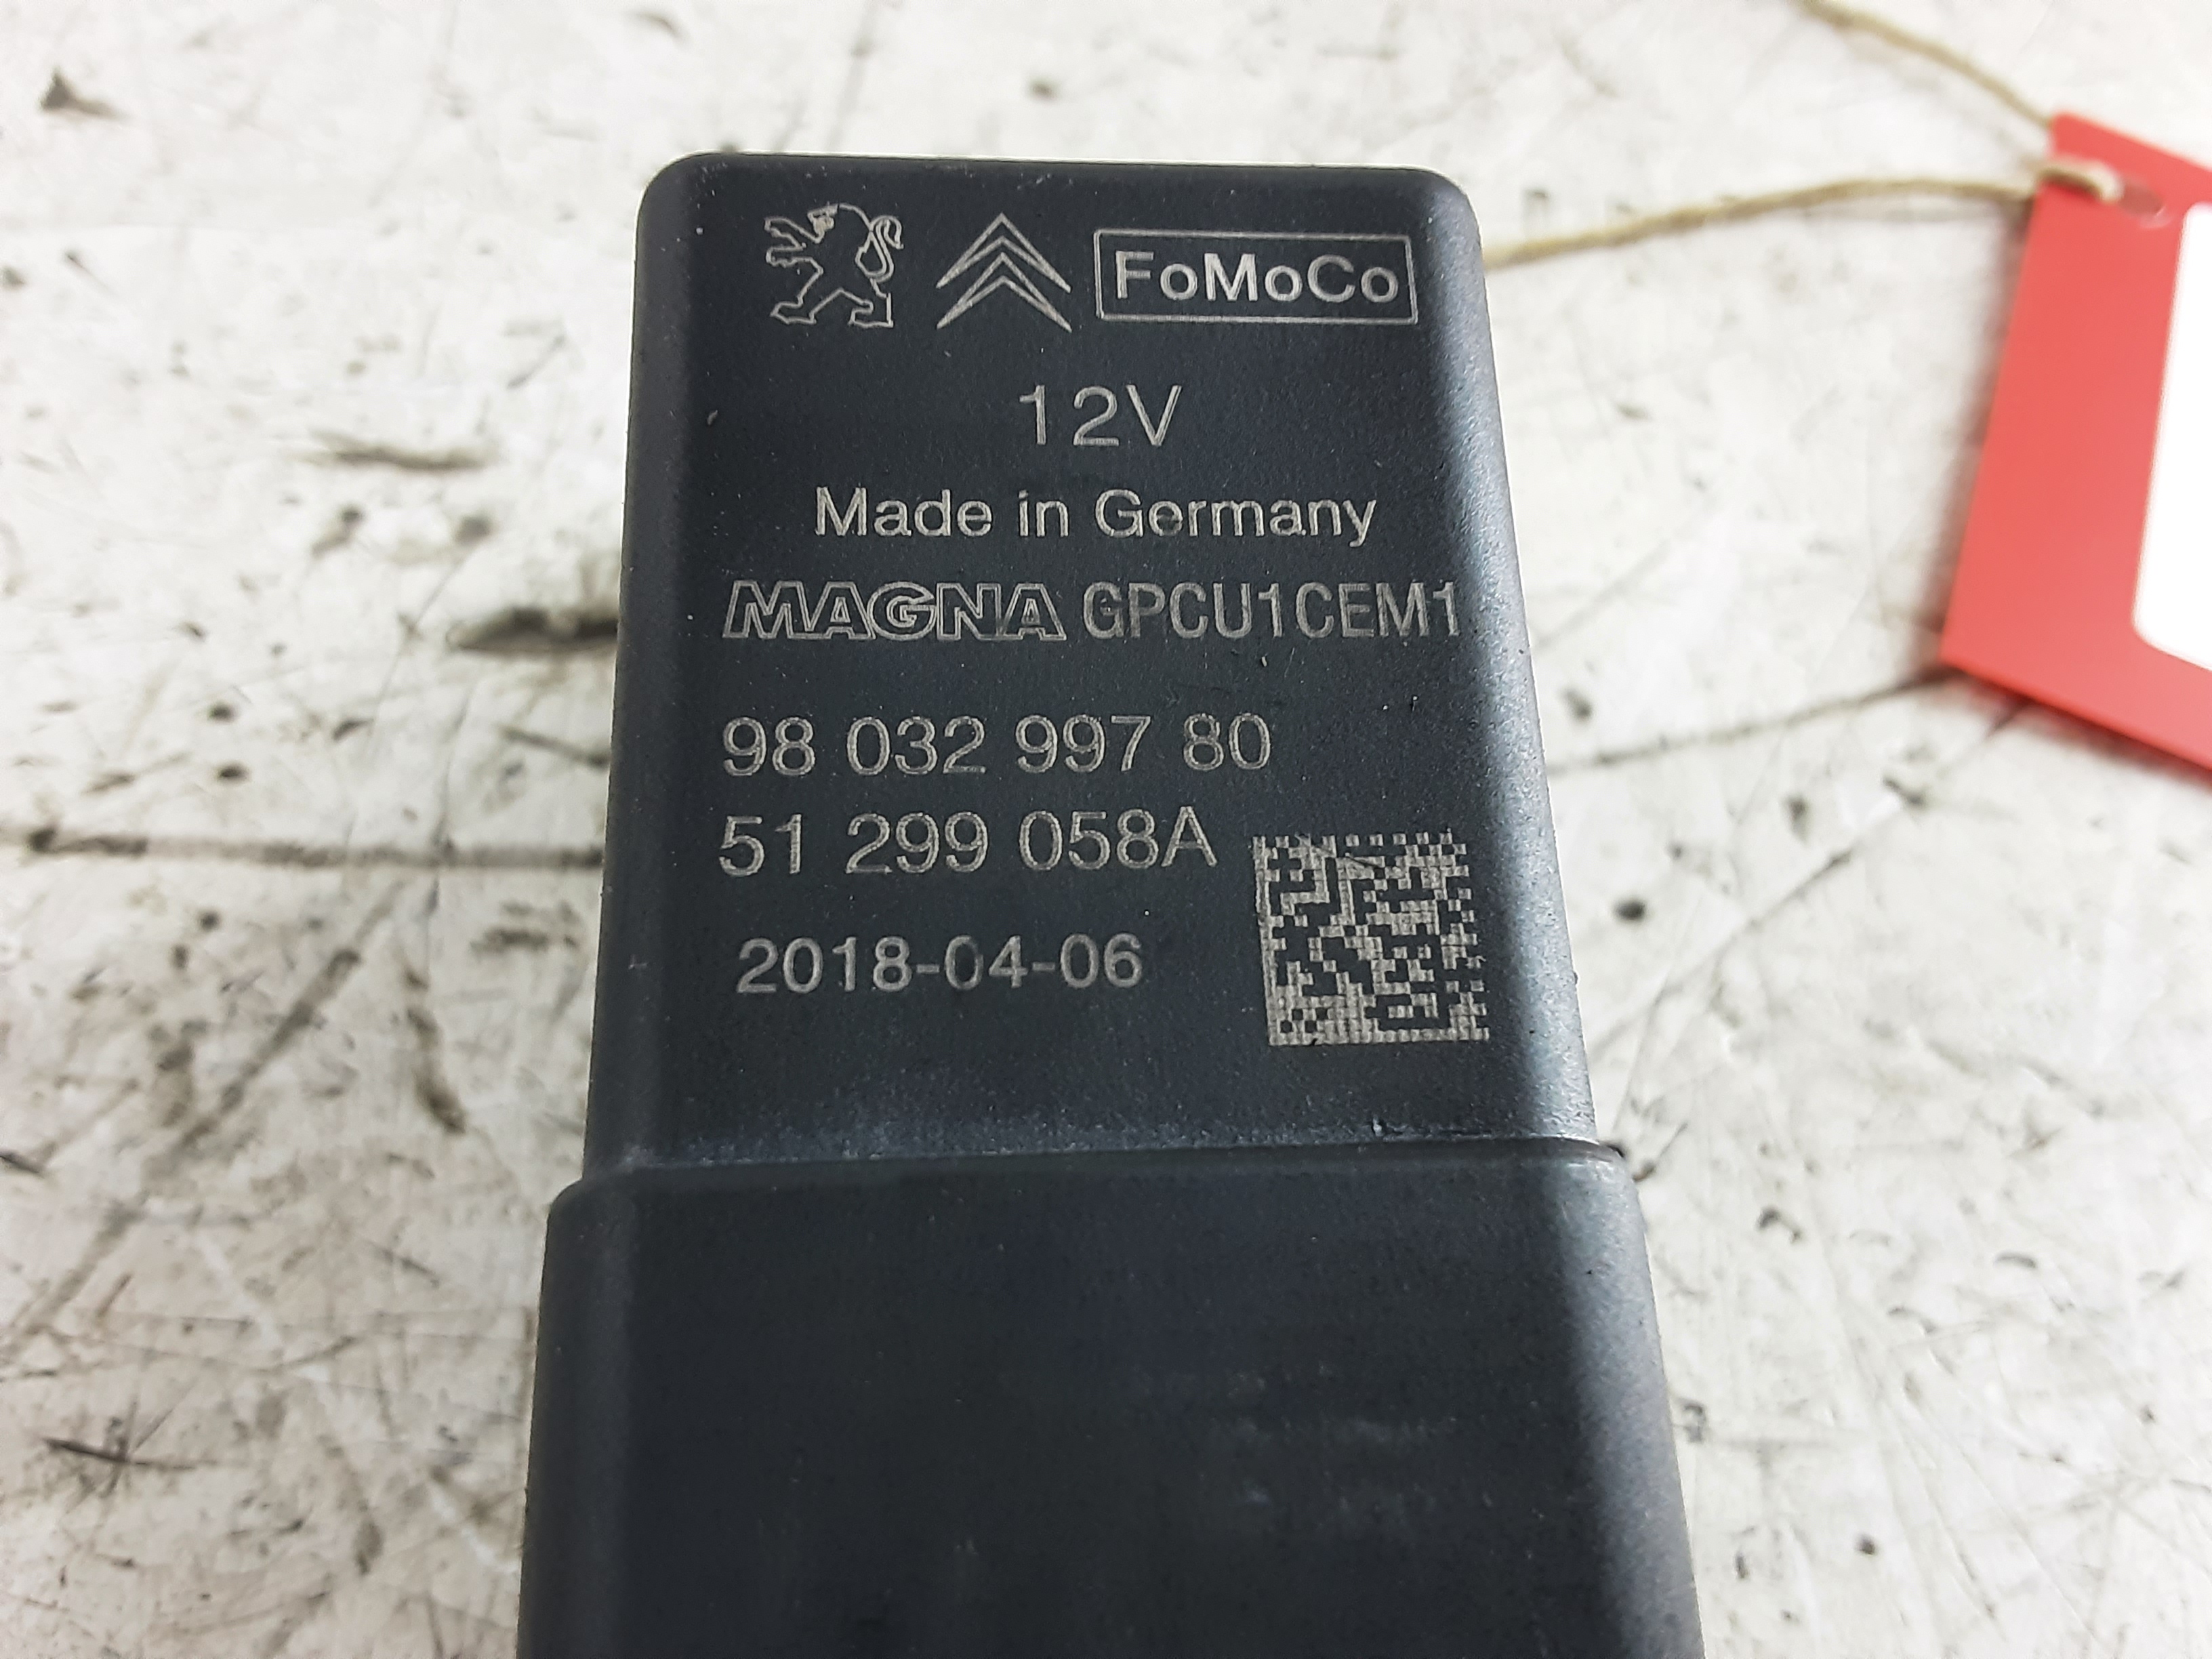 FoMoCo
12V
Made in Germany
MAGNA GPCU1CEM1
98 032 997 80
51 299 058A
2018-04-06